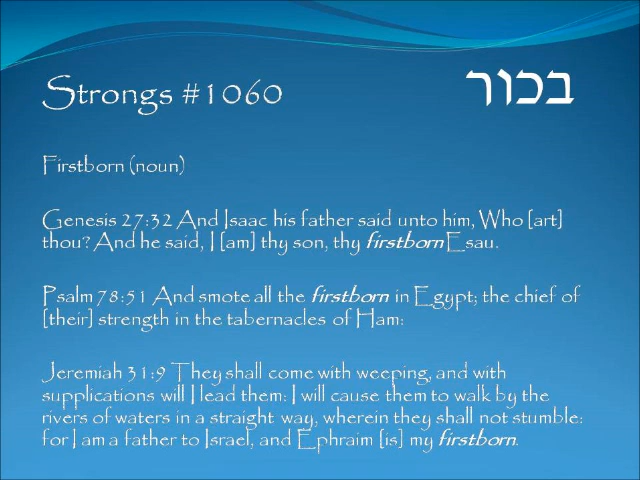 Strongs #1060 בכור
Firstborn (noun)
Genesis 27:32 And Isaac his father said unto him, Who [art]
thou? And he said, I [am] thy son, thy firstborn Esau.
Psalm 78:51 And smote all the firstborn in Egypt; the chief of
[their] strength in the tabernacles of Ham:
Jeremiah 31:9 They shall come with weeping, and with
supplications will I lead them: I will cause them to walk by the
rivers of waters in a straight way, wherein they shall not stumble:
for I am a father to Israel, and Ephraim [is] my firstborn.